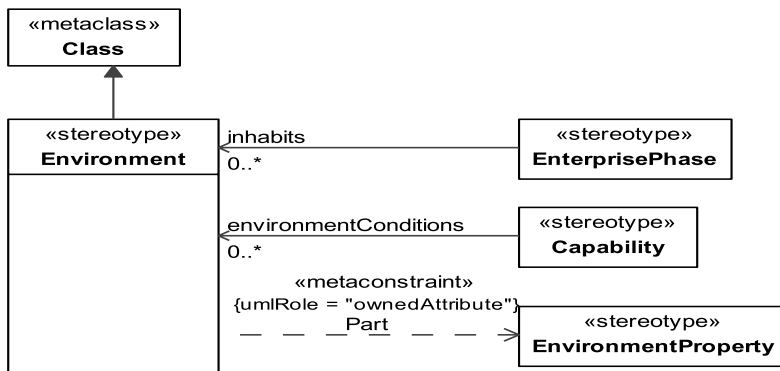 «metaclass»
Class
«stereotype»
Environment
inhabits
0..*
«stereotype»
EnterprisePhase
environmentConditions
0..*
«stereotype»
Capability
«metaconstraint»
{umlRole = "ownedAttribute"}
Part
«stereotype»
EnvironmentProperty